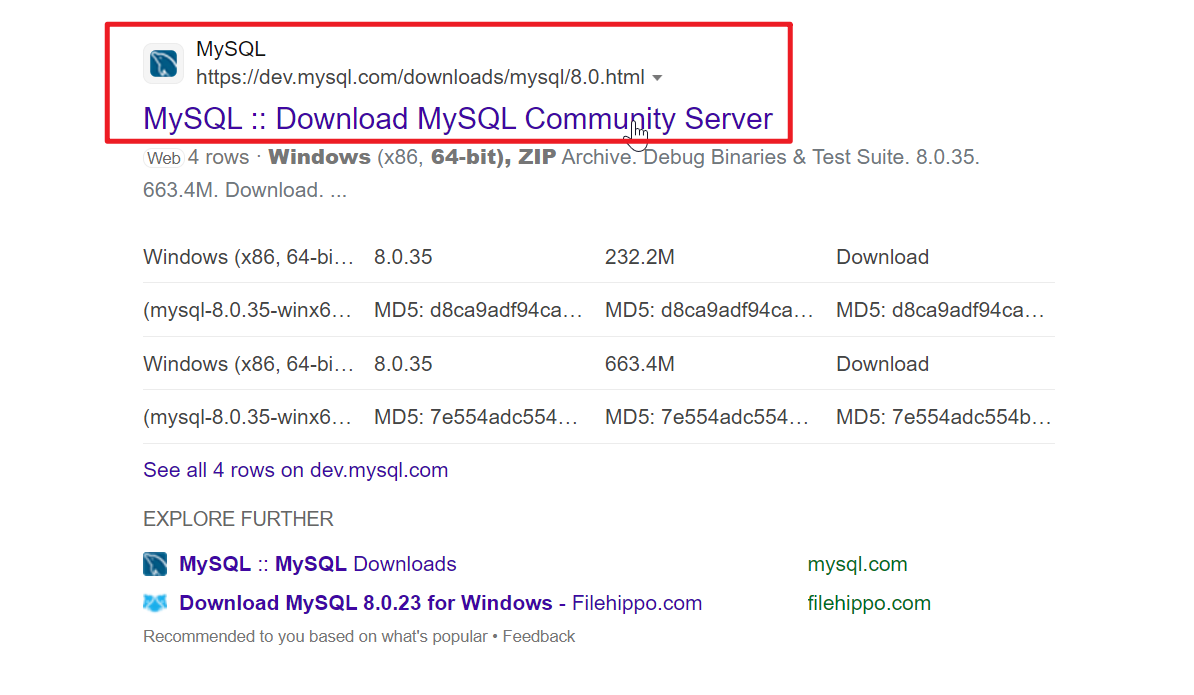 MySQL
https://dev.mysql.com/downloads/mysql/8.0.html
MySQL :: Download MySQL Community Server
Web 4 rows · Windows (x86, 64-bit), ZIP Archive. Debug Binaries & Test Suite. 8.0.35.
663.4M. Download. ...
Windows (x86, 64-bi... 8.0.35 232.2M Download
(mysql-8.0.35-winx6... MD5: d8ca9adf94ca... MD5: d8ca9adf94ca... MD5: d8ca9adf94ca...
Windows (x86, 64-bi... 8.0.35 663.4M Download
(mysql-8.0.35-winx6... MD5: 7e554adc554... MD5: 7e554adc554... MD5: 7e554adc554b...
See all 4 rows on dev.mysql.com
EXPLORE FURTHER
MySQL :: MySQL Downloads mysql.com
Download MySQL 8.0.23 for Windows - Filehippo.com filehippo.com
Recommended to you based on what's popular • Feedback